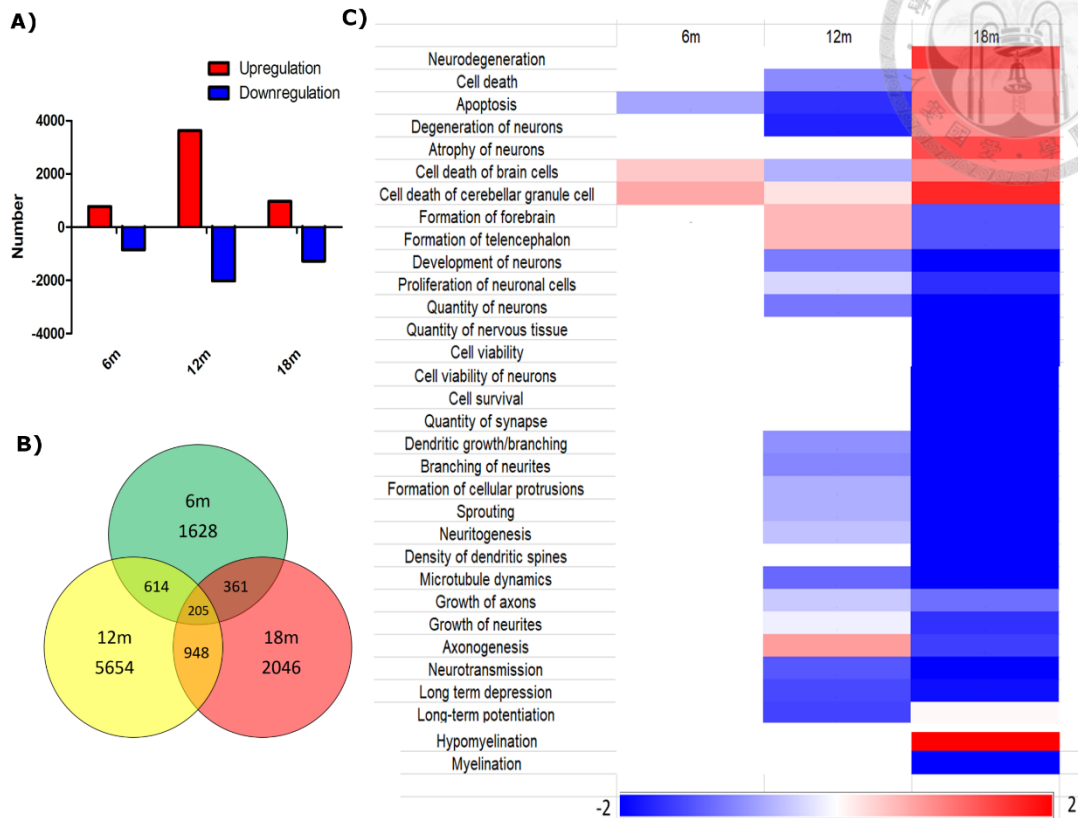 A)
Upregulation
Downregulation
Number
4000
2000
0
-2000
-4000
6m
12m
18m
B)
6m
1628
614
361
205
12m
5654
948
18m
2046
C)
6m 12m 18m
Neurodegeneration
Cell death
Apoptosis
Degeneration of neurons
Atrophy of neurons
Cell death of brain cells
Cell death of cerebellar granule cell
Formation of forebrain
Formation of telencephalon
Development of neurons
Proliferation of neuronal cells
Quantity of neurons
Quantity of nervous tissue
Cell viability
Cell viability of neurons
Cell survival
Quantity of synapse
Dendritic growth/branching
Branching of neurites
Formation of cellular protrusions
Sprouting
Neuritogenesis
Density of dendritic spines
Microtubule dynamics
Growth of axons
Growth of neurites
Axonogenesis
Neurotransmission
Long term depression
Long-term potentiation
Hypomyelination
Myelination
-2 2